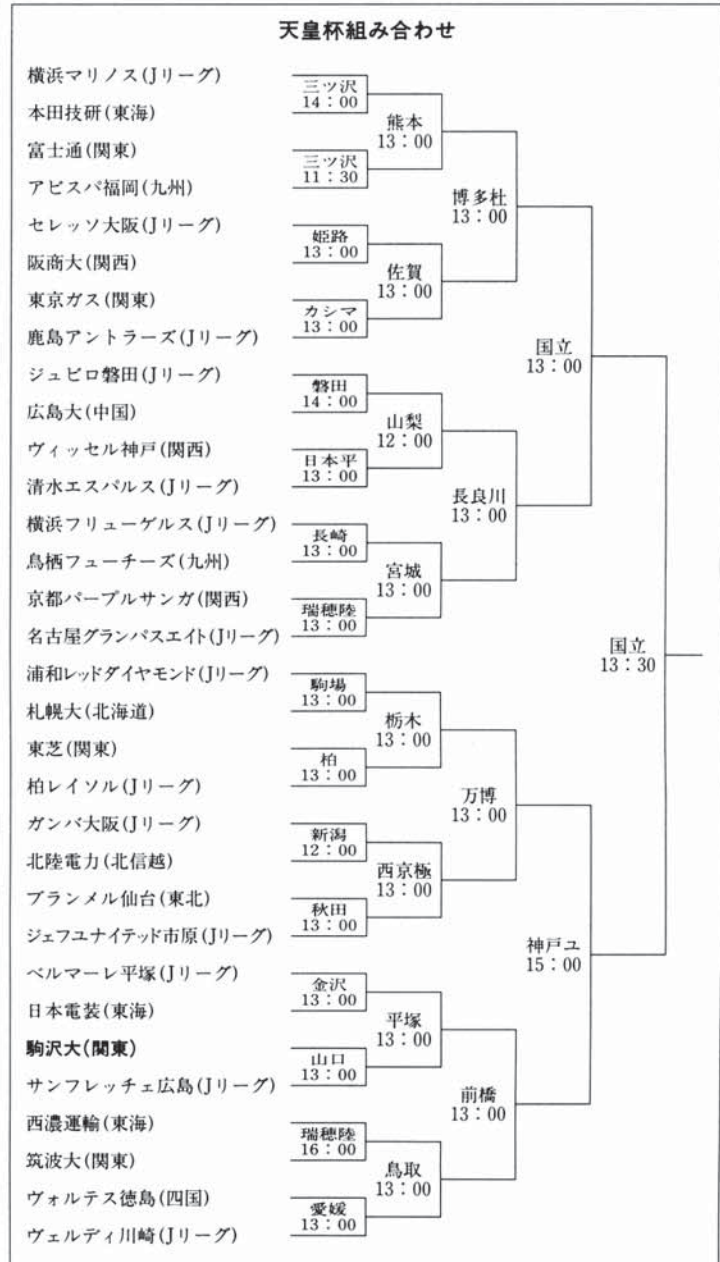 天皇杯組み合わせ
横浜マリノス(Jリーグ)
本田技研(東海)
富士通(関東)
アビスパ福岡(九州)
セレッソ大阪(Jリーグ)
阪商大(関西)
東京ガス(関東)
鹿島アントラーズ(Jリーグ)
ジュビロ磐田(Jリーグ)
広島大(中国)
ヴィッセル神戸(関西)
清水エスパルス(Jリーグ)
横浜フリューゲルス(Jリーグ)
鳥栖フューチーズ(九州)
京都パープルサンガ(関西)
名古屋グランパスエイト(Jリーグ)
浦和レッドダイヤモンド(Jリーグ)
札幌大(北海道)
東芝(関東)
柏レイソル(Jリーグ)
ガンバ大阪(Jリーグ)
北陸電力(北信越)
ブランメル仙台(東北)
ジェフユナイテッド市原(Jリーグ)
ベルマーレ平塚(Jリーグ)
日本電装(東海)
駒沢大(関東)
サンフレッチェ広島(Jリーグ)
西濃運輸(東海)
筑波大(関東)
ヴォルテス徳島(四国)
ヴェルディ川崎(Jリーグ)
三ツ沢
14:00
三ツ沢
11:30
姫路
13:00
カシマ
13:00
磐田
14:00
日本平
13:00
長崎
13:00
瑞穂陸
13:00
駒場
13:00
柏
13:00
新潟
12:00
秋田
13:00
金沢
13:00
山口
13:00
瑞穂陸
16:00
愛媛
13:00
熊本
13:00
佐賀
13:00
山梨
12:00
宮城
13:00
栃木
13:00
西京極
13:00
平塚
13:00
鳥取
13:00
博多杜
13:00
長良川
13:00
万博
13:00
前橋
13:00
国立
13:00
神戸ユ
15:00
国立
13:30